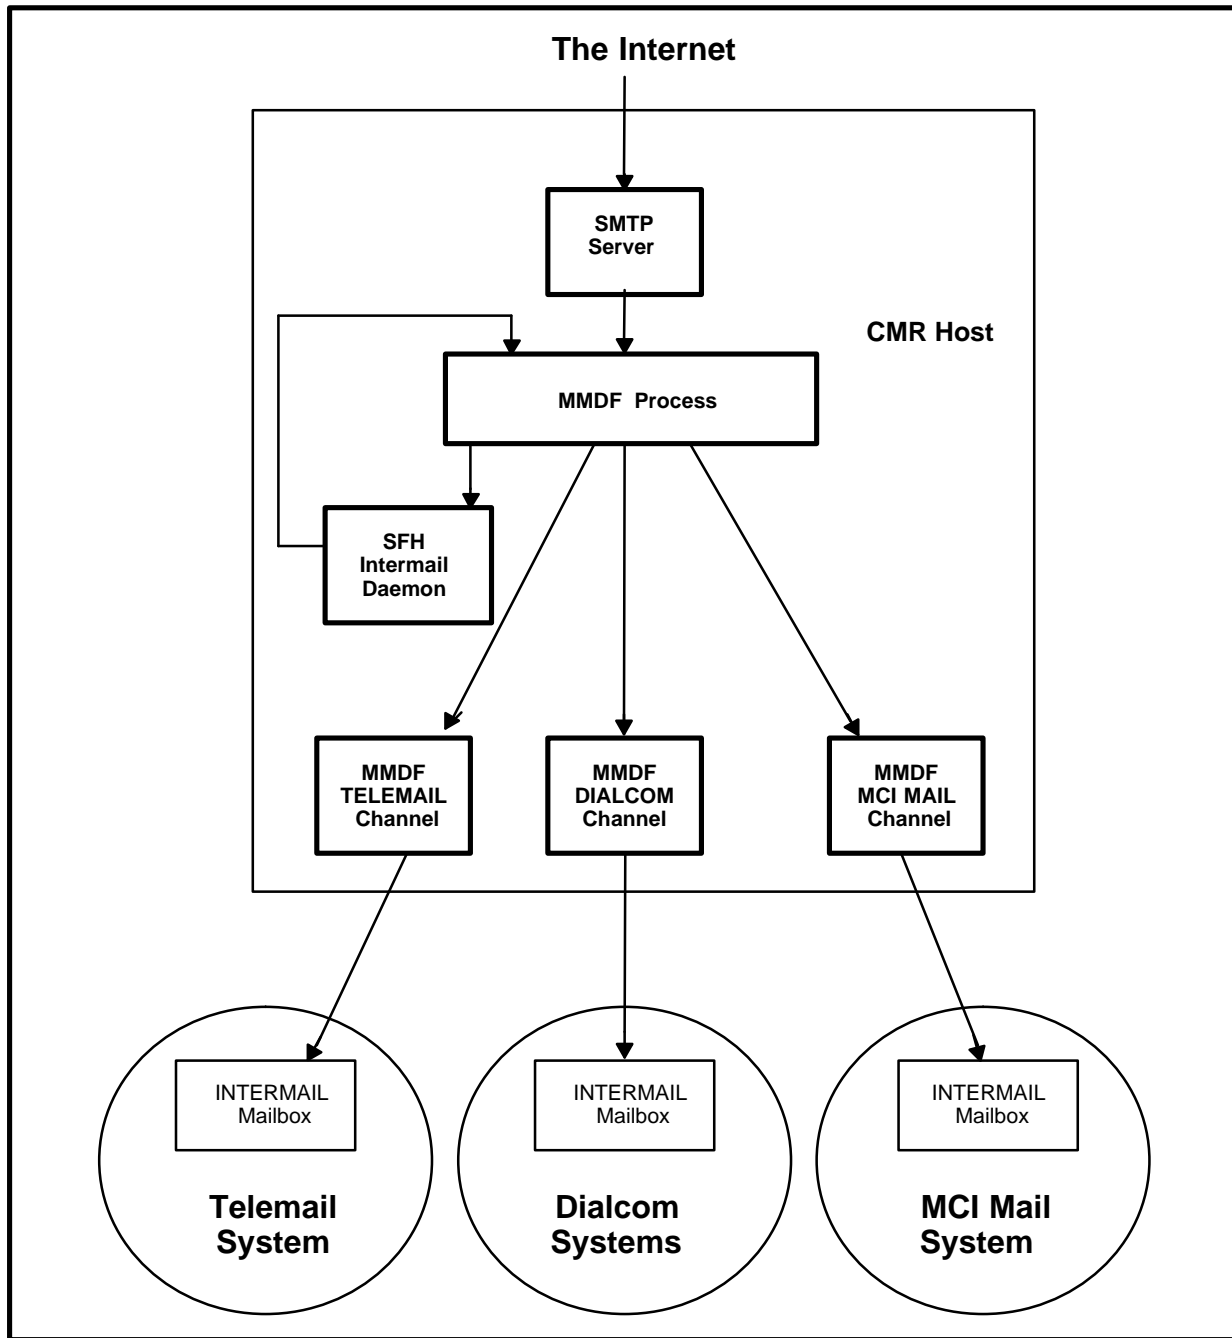 The Internet
SMTP
Server
CMR Host
MMDF Process
SFH
Intermail
Daemon
MMDF
TELEMAIL
Channel
MMDF
DIALCOM
Channel
MMDF
MCI MAIL
Channel
INTERMAIL
Mailbox
INTERMAIL
Mailbox
INTERMAIL
Mailbox
Telemail
System
Dialcom
Systems
MCI Mail
System